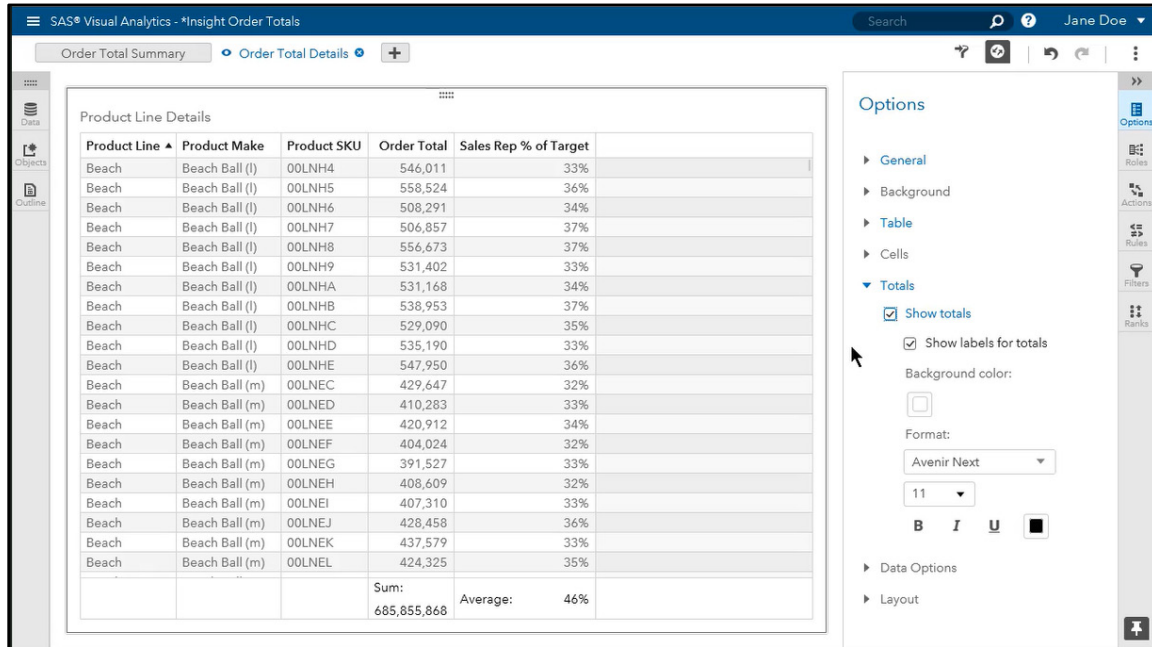 SAS® Visual Analytics - *Insight Order Totals Search Jane Doe
Order Total Summary Order Total Details
Data
Objects
Outline
Product Line Details
Product Line Product Make Product SKU Order Total Sales Rep % of Target
Beach Beach Ball (l) 00LNH4 546,011 33%
Beach Beach Ball (l) 00LNH5 558,524 36%
Beach Beach Ball (l) 00LNH6 508,291 34%
Beach Beach Ball (l) 00LNH7 506,857 37%
Beach Beach Ball (l) 00LNH8 556,673 37%
Beach Beach Ball (l) 00LNH9 531,402 33%
Beach Beach Ball (l) 00LNHA 531,168 34%
Beach Beach Ball (l) 00LNHB 538,953 37%
Beach Beach Ball (l) 00LNHC 529,090 35%
Beach Beach Ball (l) 00LNHD 535,190 33%
Beach Beach Ball (l) 00LNHE 547,950 36%
Beach Beach Ball (m) 00LNEC 429,647 32%
Beach Beach Ball (m) 00LNED 410,283 33%
Beach Beach Ball (m) 00LNEE 420,912 34%
Beach Beach Ball (m) 00LNEF 404,024 32%
Beach Beach Ball (m) 00LNEG 391,527 33%
Beach Beach Ball (m) 00LNEH 408,609 32%
Beach Beach Ball (m) 00LNEI 407,310 33%
Beach Beach Ball (m) 00LNEJ 428,458 36%
Beach Beach Ball (m) 00LNEK 437,579 33%
Beach Beach Ball (m) 00LNEL 424,325 35%
Sum:
685,855,868
Average: 46%
Options
General
Background
Table
Cells
Totals
Show totals
Show labels for totals
Background color:
Format:
Avenir Next
11
B I U
Data Options
Layout
Options
Roles
Actions
Rules
Filters
Ranks